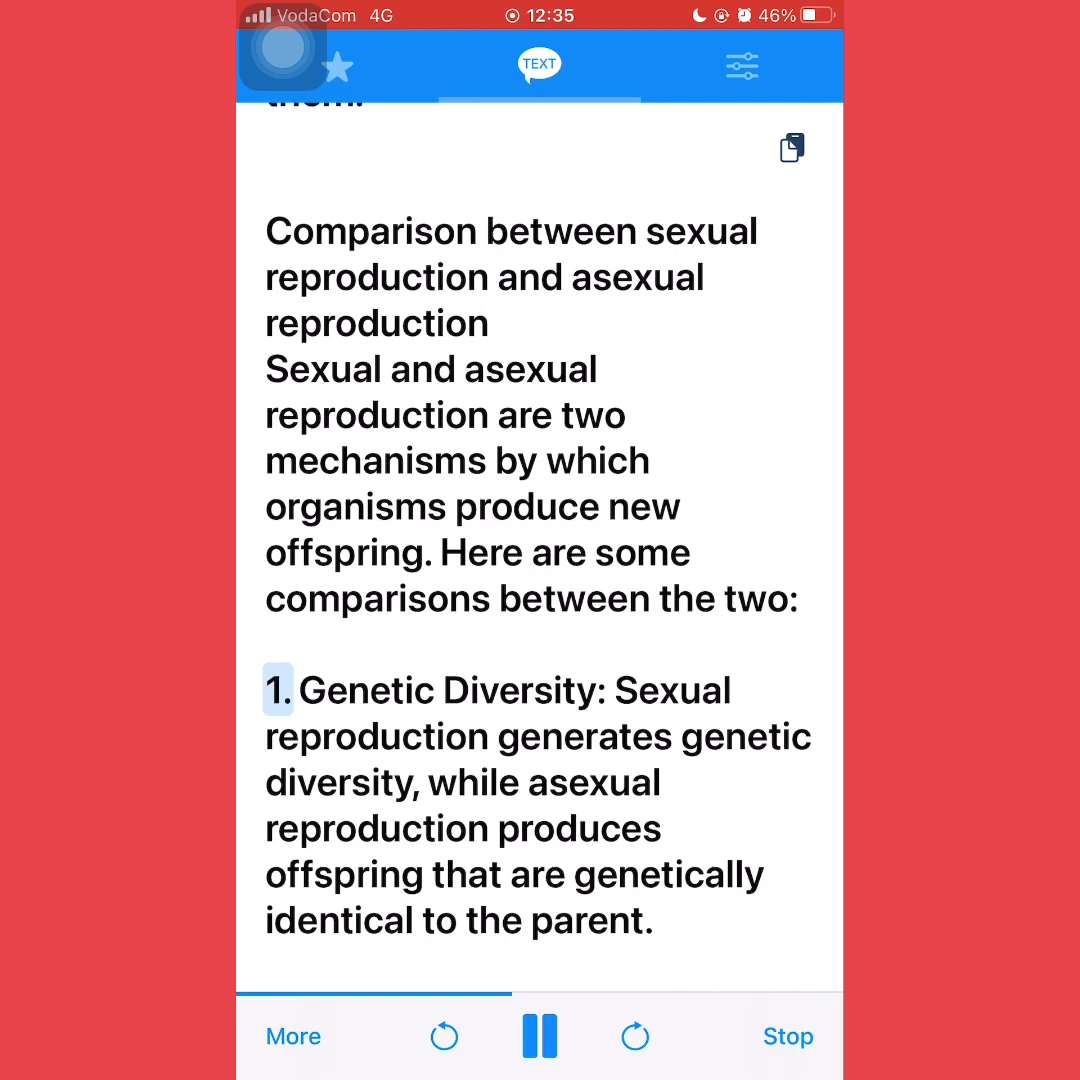 VodaCom 4G 12:35 46%
TEXT
them.
Comparison between sexual
reproduction and asexual
reproduction
Sexual and asexual
reproduction are two
mechanisms by which
organisms produce new
offspring. Here are some
comparisons between the two:
1. Genetic Diversity: Sexual
reproduction generates genetic
diversity, while asexual
reproduction produces
offspring that are genetically
identical to the parent.
More Stop